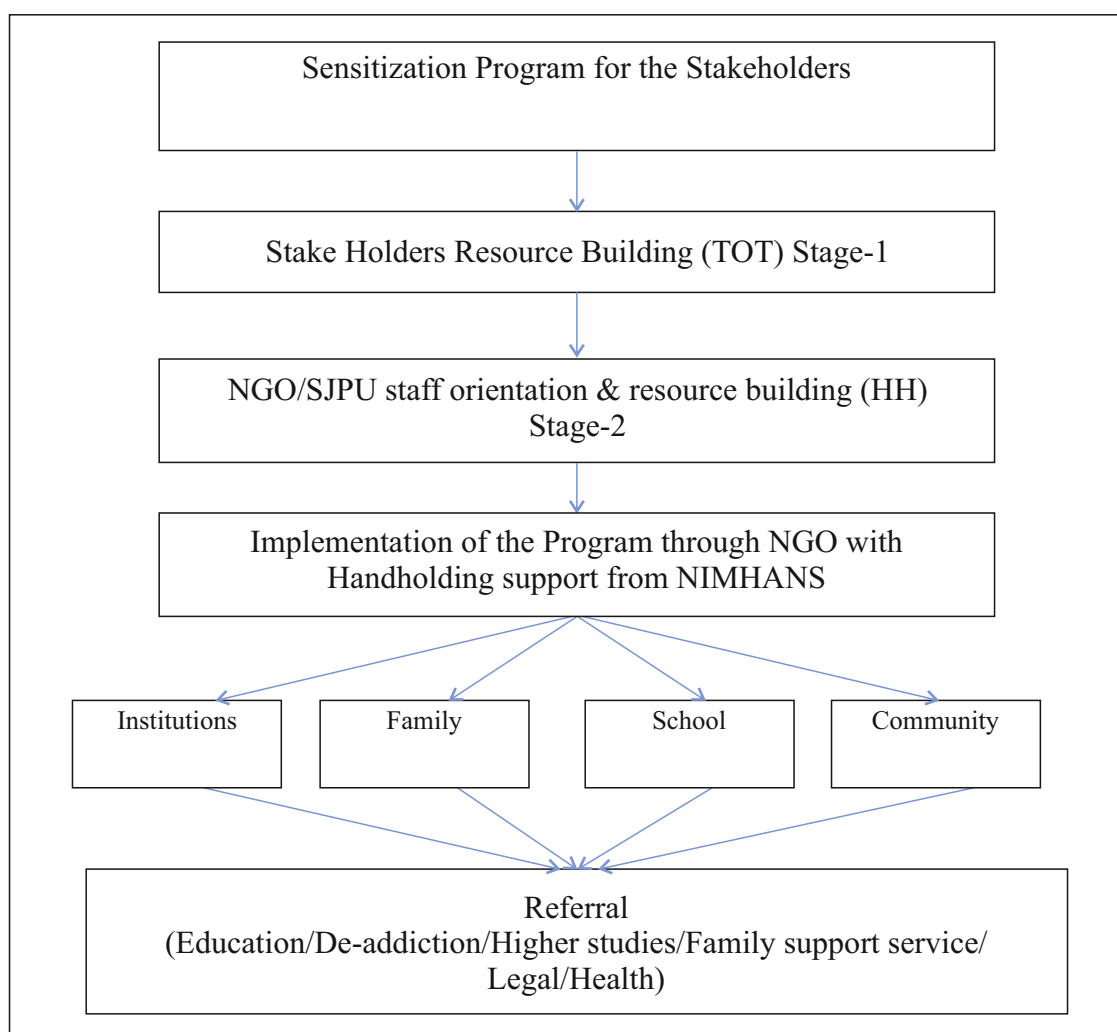 Sensitization Program for the Stakeholders
Stake Holders Resource Building (TOT) Stage-1
NGO/SJPU staff orientation & resource building (HH)
Stage-2
Implementation of the Program through NGO with
Handholding support from NIMHANS
Institutions
Family
School
Community
Referral
(Education/De-addiction/Higher studies/Family support service/
Legal/Health)